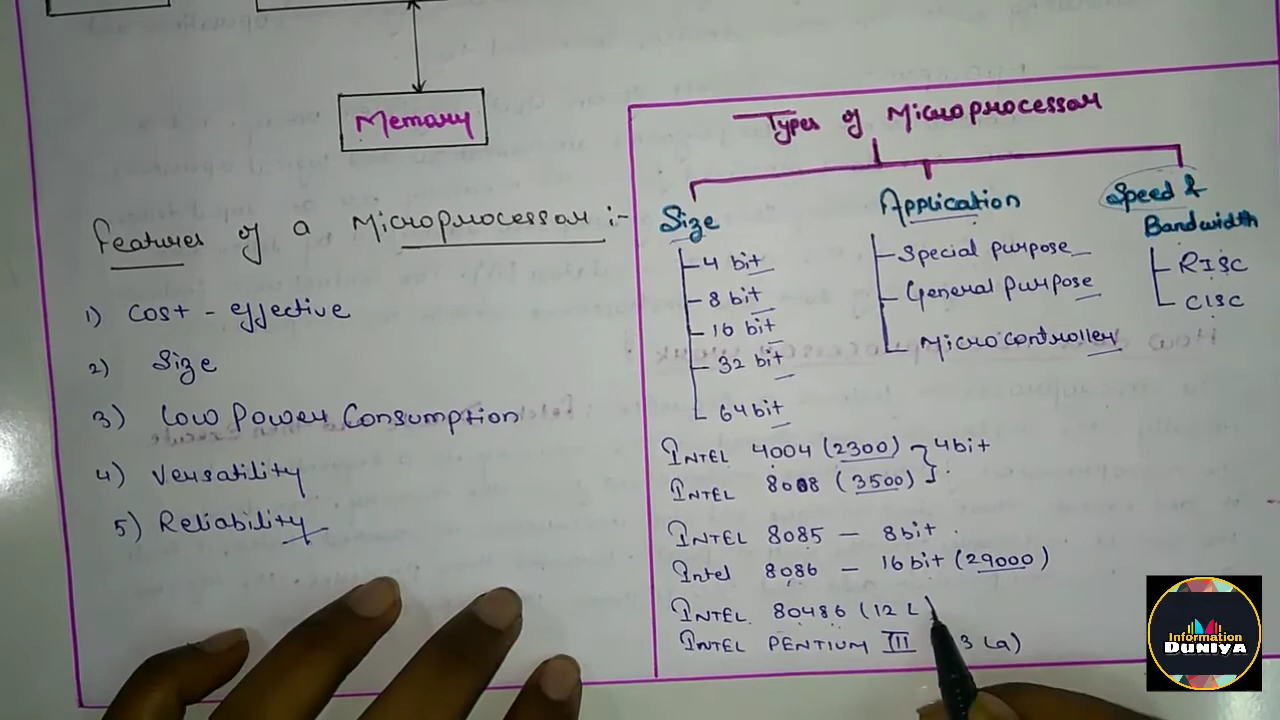 Memory
Features of a Microprocessor :-
1) Cost - effective
2) Size
3) Low Power Consumption
4) Versatility
5) Reliability
Types of Microprocessor
Size
4 bit
8 bit
16 bit
32 bit
64 bit
Application
Special purpose
General purpose
Microcontroller
Speed &
Bandwidth
RISC
CISC
INTEL 4004 (2300) 4bit
INTEL 8008 (3500)
INTEL 8085 — 8bit
Intel 8086 — 16bit (29000)
INTEL 80486 (12 L)
INTEL PENTIUM III 3 La)
Information
DUNIYA